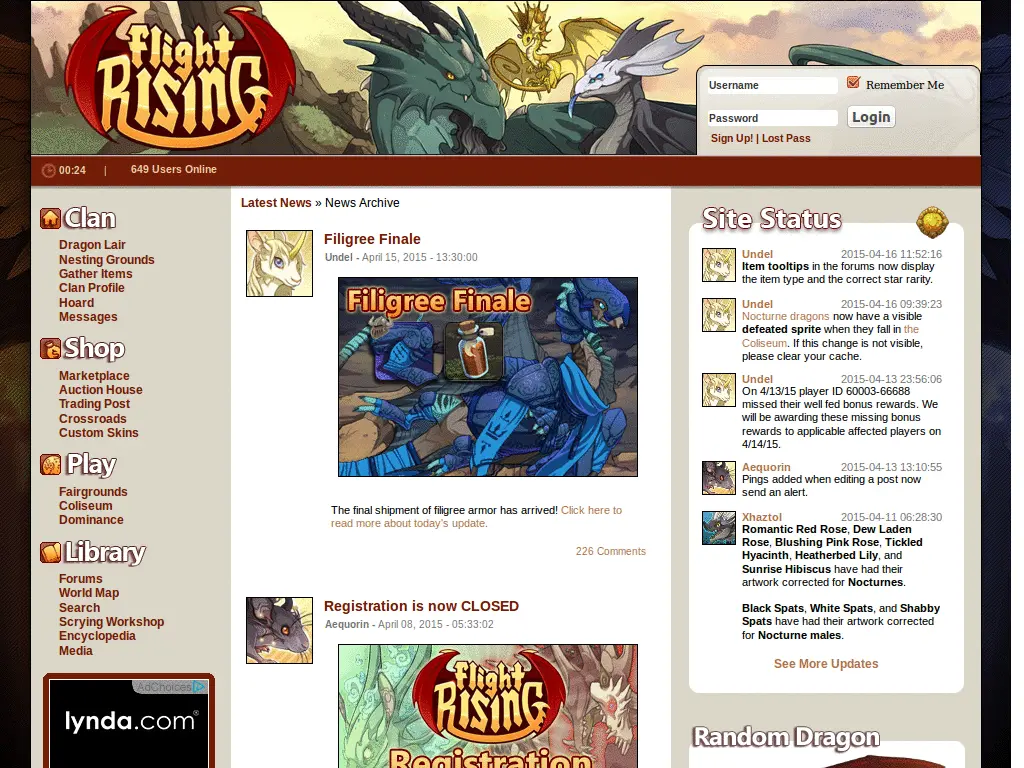 Flight
RISING
Username
Remember Me
Password
Login
Sign Up! | Lost Pass
00:24 | 649 Users Online
Clan
Dragon Lair
Nesting Grounds
Gather Items
Clan Profile
Hoard
Messages
Shop
Marketplace
Auction House
Trading Post
Crossroads
Custom Skins
Play
Fairgrounds
Coliseum
Dominance
Library
Forums
World Map
Search
Scrying Workshop
Encyclopedia
Media
AdChoices
lynda.com®
Latest News » News Archive
Filigree Finale
Undel - April 15, 2015 - 13:30:00
Filigree Finale
The final shipment of filigree armor has arrived! Click here to
read more about today's update.
226 Comments
Registration is now CLOSED
Aequorin - April 08, 2015 - 05:33:02
Flight
RISING
Registration
Site Status
Undel 2015-04-16 11:52:16
Item tooltips in the forums now display
the item type and the correct star rarity.
Undel 2015-04-16 09:39:23
Nocturne dragons now have a visible
defeated sprite when they fall in the
Coliseum. If this change is not visible,
please clear your cache.
Undel 2015-04-13 23:56:06
On 4/13/15 player ID 60003-66688
missed their well fed bonus rewards. We
will be awarding these missing bonus
rewards to applicable affected players on
4/14/15.
Aequorin 2015-04-13 13:10:55
Pings added when editing a post now
send an alert.
Xhaztol 2015-04-11 06:28:30
Romantic Red Rose, Dew Laden
Rose, Blushing Pink Rose, Tickled
Hyacinth, Heatherbed Lily, and
Sunrise Hibiscus have had their
artwork corrected for Nocturnes.
Black Spats, White Spats, and Shabby
Spats have had their artwork corrected
for Nocturne males.
See More Updates
Random Dragon